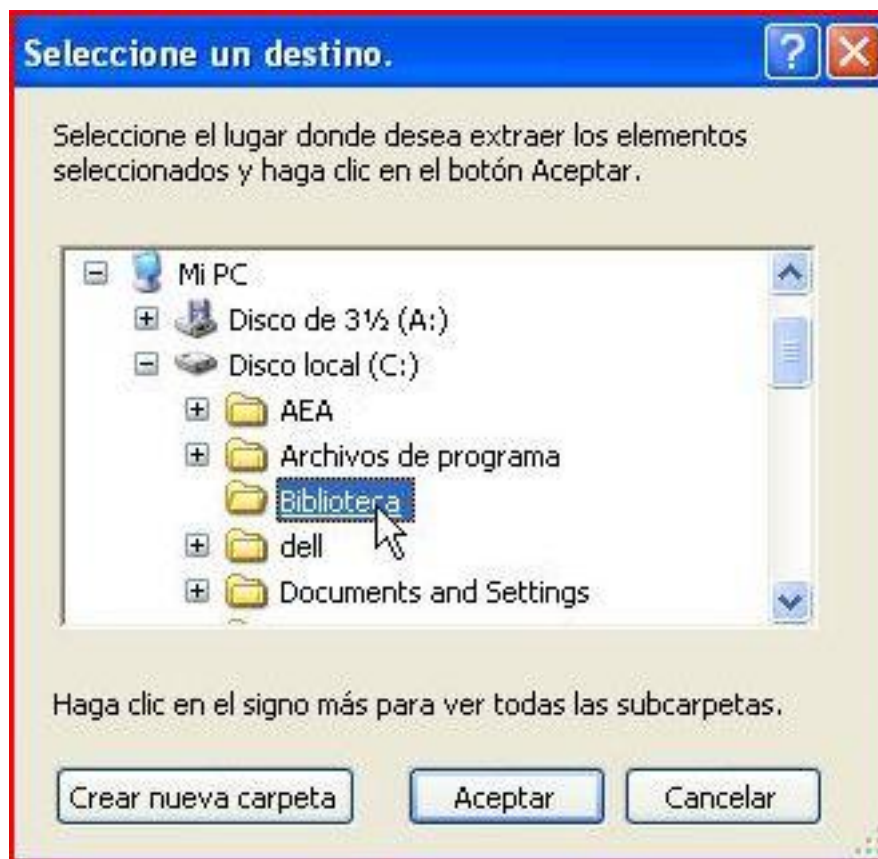 Seleccione un destino.
Seleccione el lugar donde desea extraer los elementos
seleccionados y haga clic en el botón Aceptar.
Mi PC
Disco de 3½ (A:)
Disco local (C:)
AEA
Archivos de programa
Biblioteca
dell
Documents and Settings
Haga clic en el signo más para ver todas las subcarpetas.
Crear nueva carpeta Aceptar Cancelar